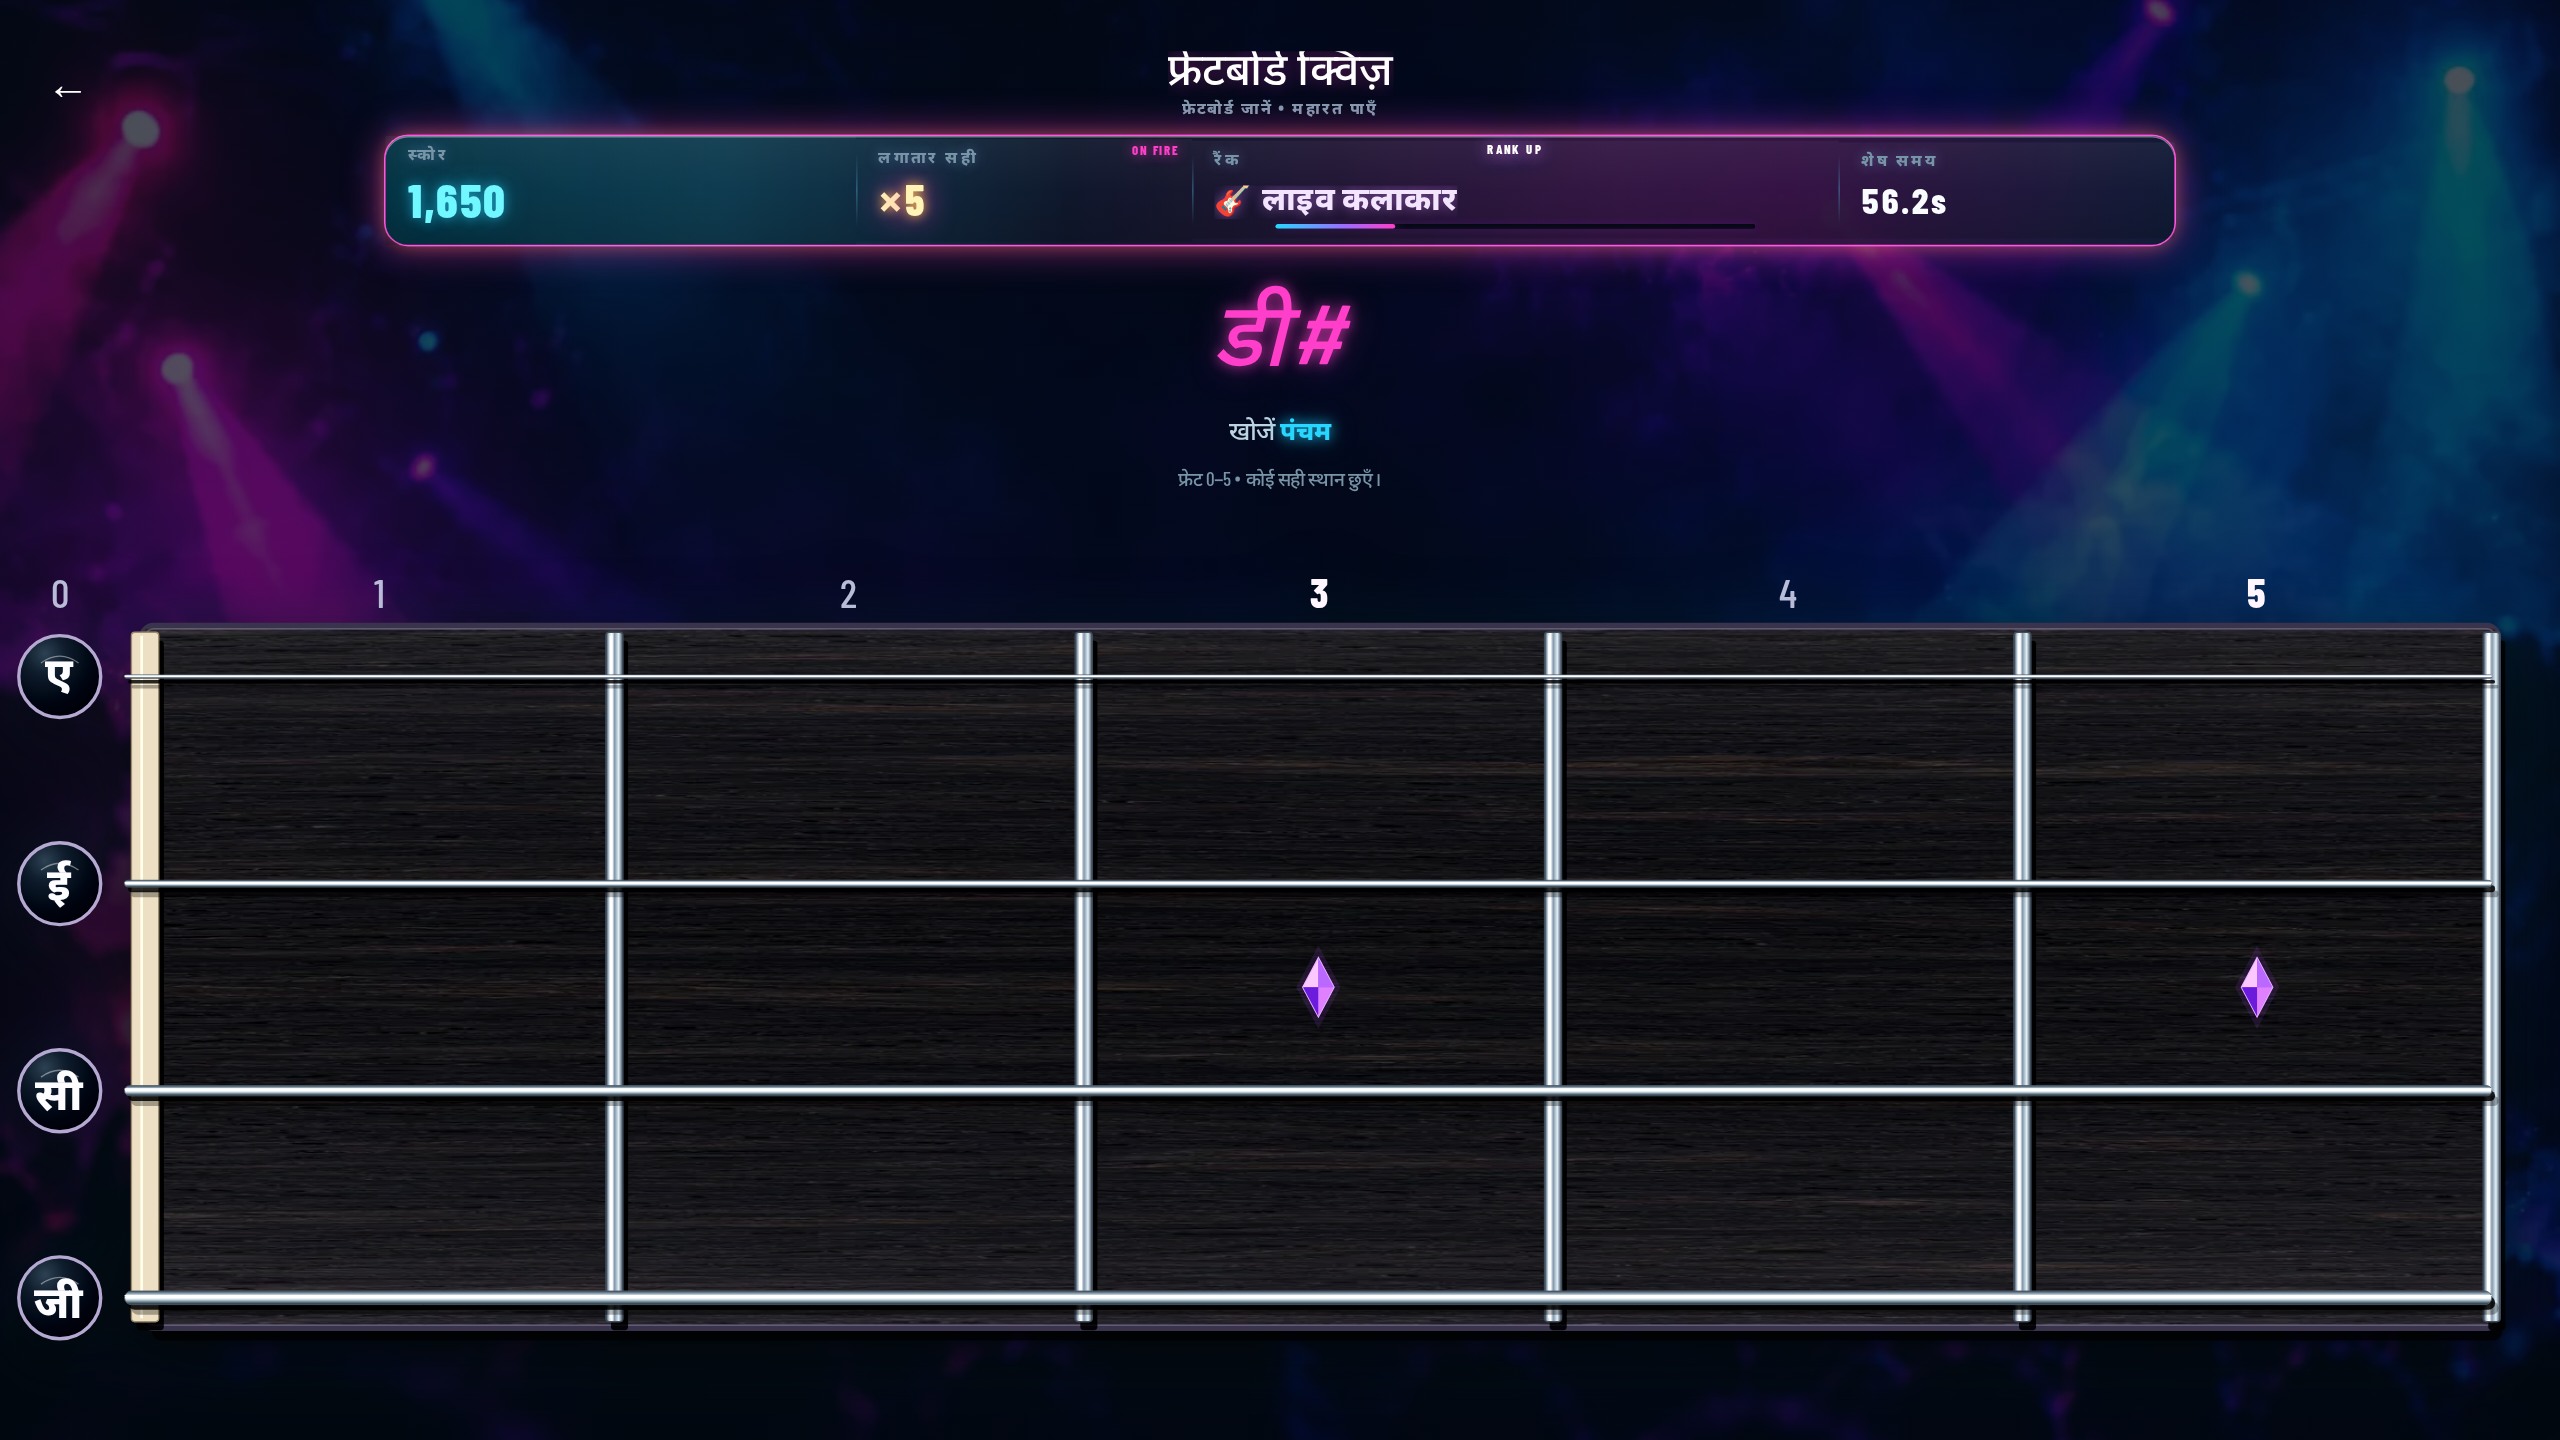 ←
फ्रेटबोर्ड क्विज़
फ्रेटबोर्ड जानें • महारत पाएँ
स्कोर
1,650
लगातार सही
ON FIRE
×5
रैंक
RANK UP
🎸 लाइव कलाकार
शेष समय
56.2s
डी#
खोजें पंचम
फ्रेट 0–5 • कोई सही स्थान छुएँ।
0 1 2 3 4 5
ए
ई
सी
जी